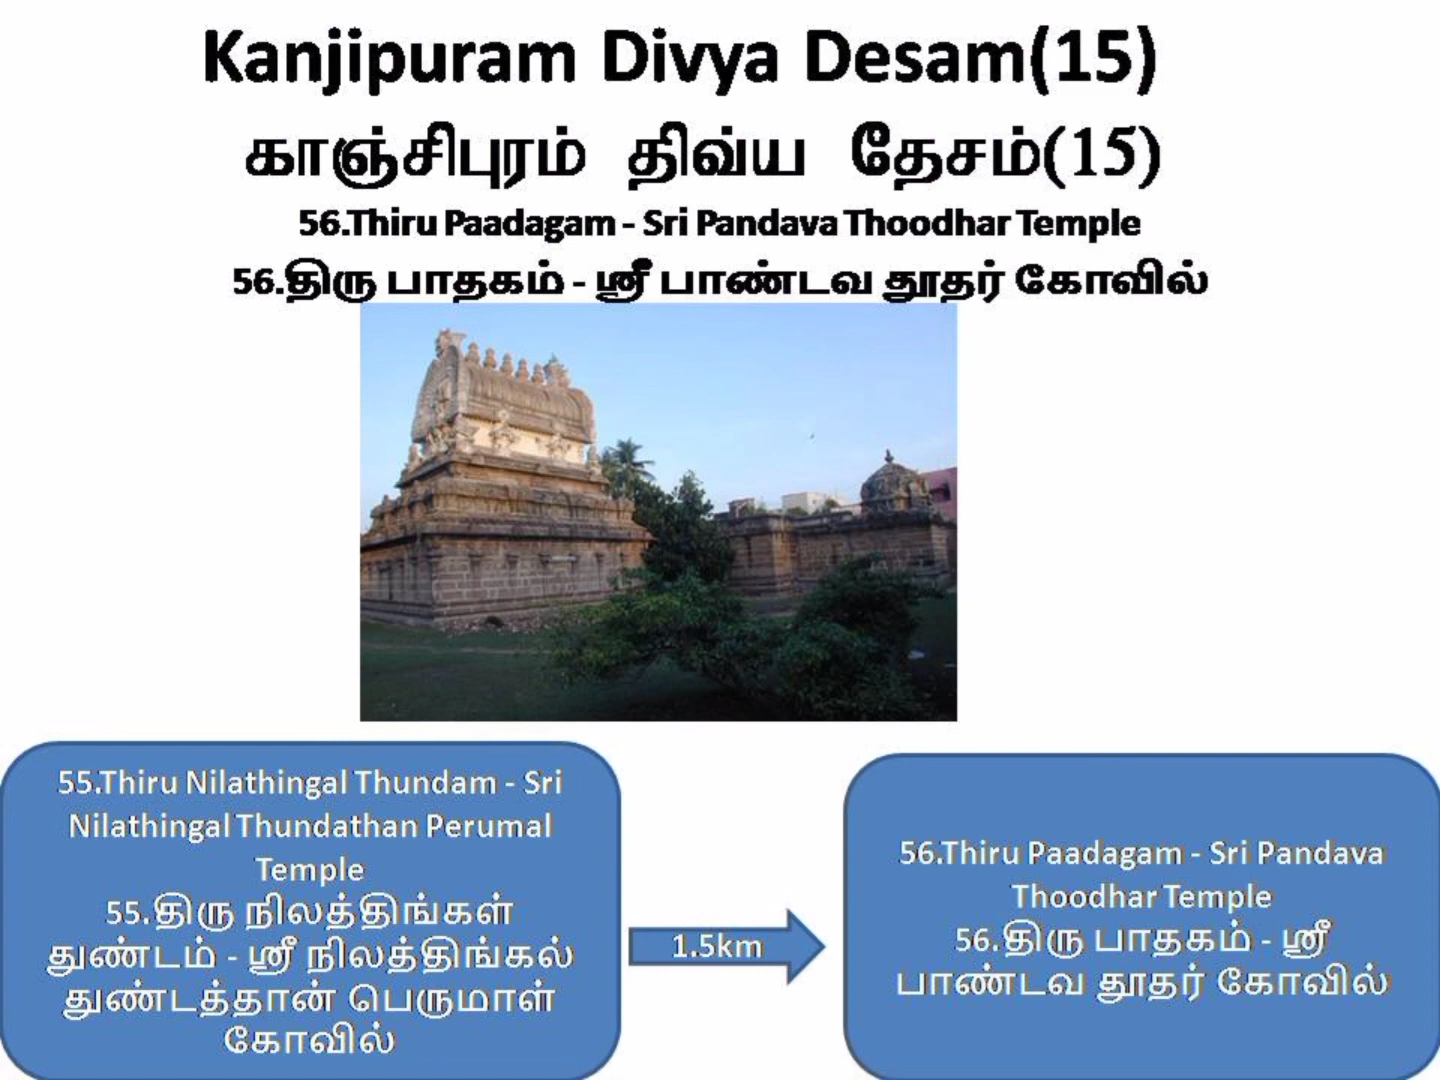 Kanjipuram Divya Desam(15)
காஞ்சிபுரம் திவ்ய தேசம்(15)
56.Thiru Paadagam - Sri Pandava Thoodhar Temple
56.திரு பாதகம் - ஸ்ரீ பாண்டவ தூதர் கோவில்
55.Thiru Nilathingal Thundam - Sri
Nilathingal Thundathan Perumal
Temple
55.திரு நிலத்திங்கள்
துண்டம் - ஸ்ரீ நிலத்திங்கல்
துண்டத்தான் பெருமாள்
கோவில்
1.5km
56.Thiru Paadagam - Sri Pandava
Thoodhar Temple
56.திரு பாதகம் - ஸ்ரீ
பாண்டவ தூதர் கோவில்